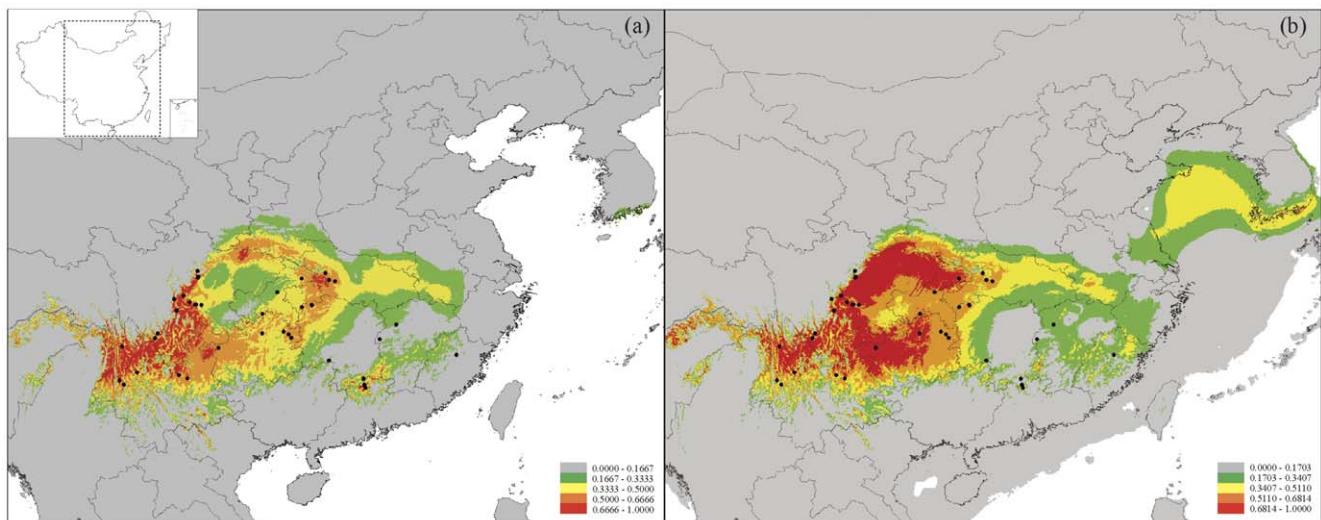 (a)
0.0000 - 0.1667
0.1667 - 0.3333
0.3333 - 0.5000
0.5000 - 0.6666
0.6666 - 1.0000
(b)
0.0000 - 0.1703
0.1703 - 0.3407
0.3407 - 0.5110
0.5110 - 0.6814
0.6814 - 1.0000